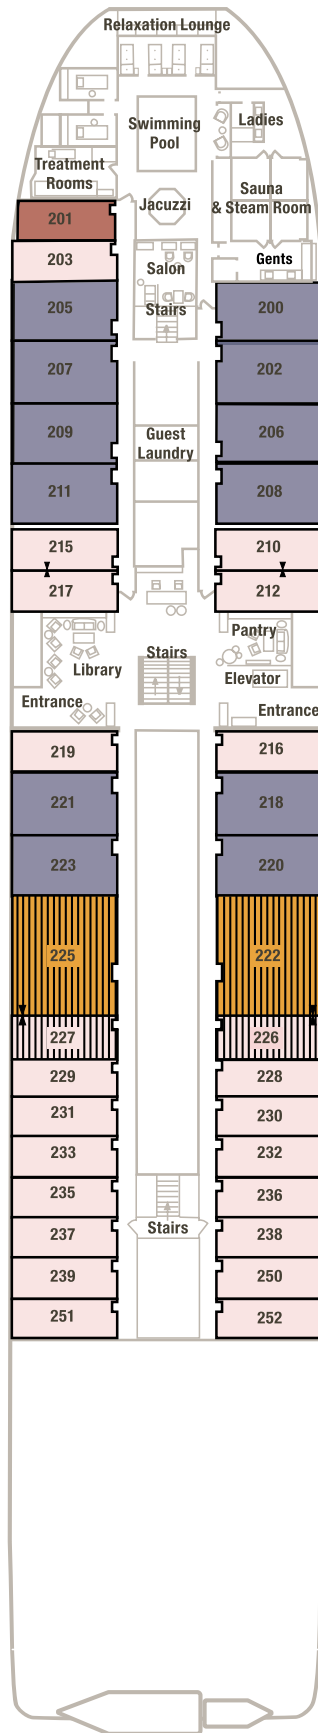 Relaxation Lounge
Swimming
Pool
Ladies
Treatment
Rooms
Sauna
& Steam Room
Jacuzzi
201
203
Salon
Gents
Stairs
205
200
207
202
209
Guest
Laundry
206
211
208
215
210
217
212
Library
Stairs
Pantry
Elevator
Entrance
Entrance
219
216
221
218
223
220
225
222
227
226
229
228
231
230
233
232
235
236
Stairs
237
238
239
250
251
252